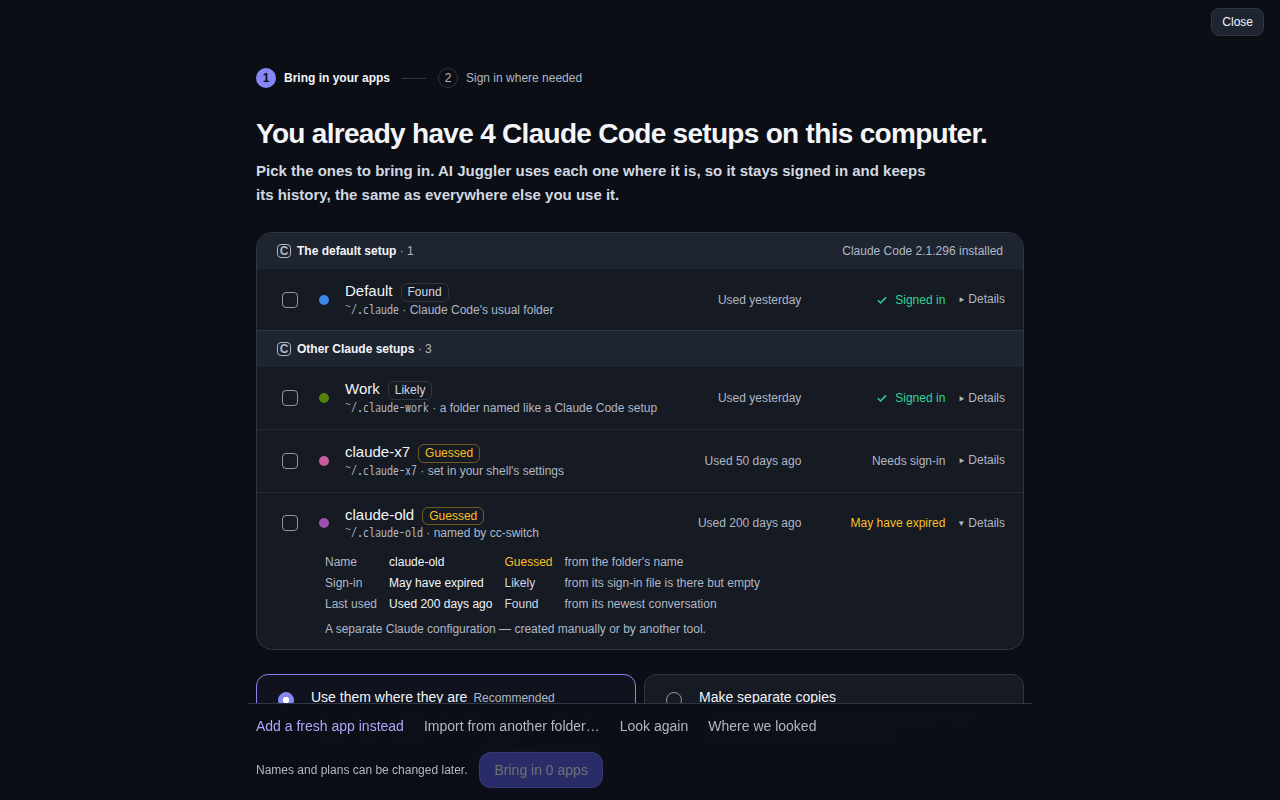 Close
1 Bring in your apps 2 Sign in where needed
You already have 4 Claude Code setups on this computer.
Pick the ones to bring in. AI Juggler uses each one where it is, so it stays signed in and keeps
its history, the same as everywhere else you use it.
C The default setup · 1 Claude Code 2.1.296 installed
Default Found
~/.claude · Claude Code's usual folder Used yesterday ✓ Signed in ▸ Details
C Other Claude setups · 3
Work Likely
~/.claude-work · a folder named like a Claude Code setup Used yesterday ✓ Signed in ▸ Details
claude-x7 Guessed
~/.claude-x7 · set in your shell's settings Used 50 days ago Needs sign-in ▸ Details
claude-old Guessed
~/.claude-old · named by cc-switch Used 200 days ago May have expired ▾ Details
Name claude-old Guessed from the folder's name
Sign-in May have expired Likely from its sign-in file is there but empty
Last used Used 200 days ago Found from its newest conversation
A separate Claude configuration — created manually or by another tool.
Use them where they are Recommended Make separate copies
Add a fresh app instead Import from another folder… Look again Where we looked
Names and plans can be changed later. Bring in 0 apps